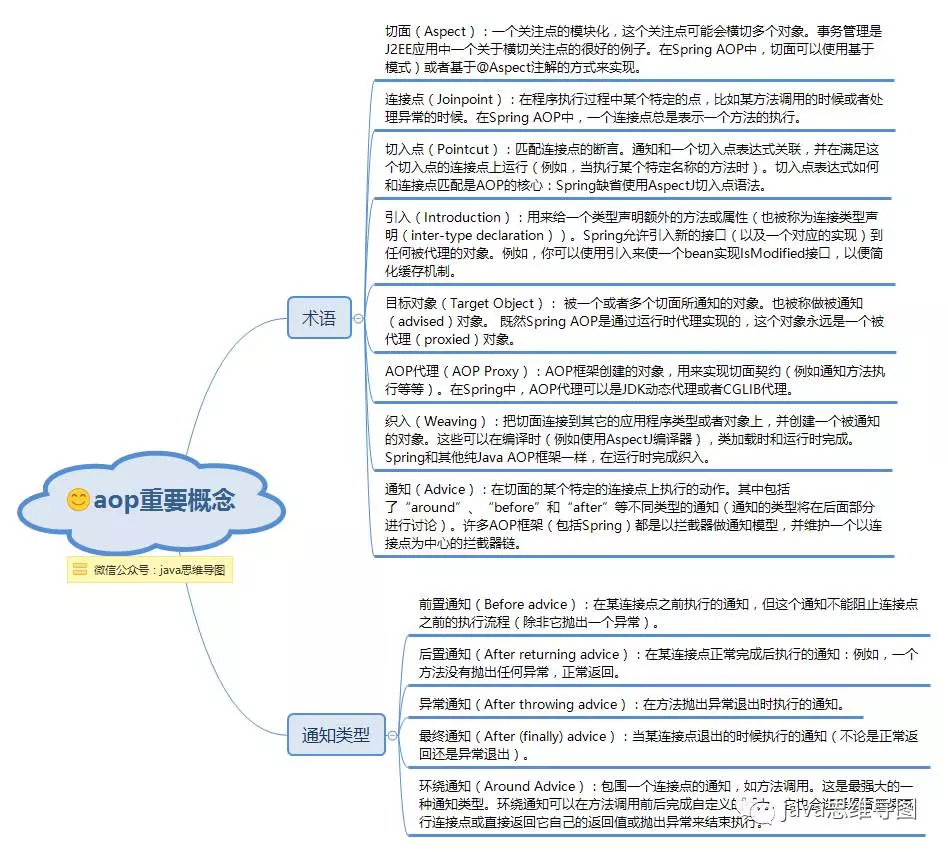 切面（Aspect）：一个关注点的模块化，这个关注点可能会横切多个对象。事务管理是
J2EE应用中一个关于横切关注点的很好的例子。在Spring AOP中，切面可以使用基于
模式）或者基于@Aspect注解的方式来实现。
连接点（Joinpoint）：在程序执行过程中某个特定的点，比如某方法调用的时候或者处
理异常的时候。在Spring AOP中，一个连接点总是表示一个方法的执行。
切入点（Pointcut）：匹配连接点的断言。通知和一个切入点表达式关联，并在满足这
个切入点的连接点上运行（例如，当执行某个特定名称的方法时）。切入点表达式如何
和连接点匹配是AOP的核心：Spring缺省使用AspectJ切入点语法。
引入（Introduction）：用来给一个类型声明额外的方法或属性（也被称为连接类型声
明（inter-type declaration））。Spring允许引入新的接口（以及一个对应的实现）到
任何被代理的对象。例如，你可以使用引入来使一个bean实现IsModified接口，以便简
化缓存机制。
目标对象（Target Object）： 被一个或者多个切面所通知的对象。也被称做被通知
（advised）对象。 既然Spring AOP是通过运行时代理实现的，这个对象永远是一个被
代理（proxied）对象。
AOP代理（AOP Proxy）：AOP框架创建的对象，用来实现切面契约（例如通知方法执
行等等）。在Spring中，AOP代理可以是JDK动态代理或者CGLIB代理。
织入（Weaving）：把切面连接到其它的应用程序类型或者对象上，并创建一个被通知
的对象。这些可以在编译时（例如使用AspectJ编译器），类加载时和运行时完成。
Spring和其他纯Java AOP框架一样，在运行时完成织入。
通知（Advice）：在切面的某个特定的连接点上执行的动作。其中包括
了“around”、“before”和“after”等不同类型的通知（通知的类型将在后面部分
进行讨论）。许多AOP框架（包括Spring）都是以拦截器做通知模型，并维护一个以连
接点为中心的拦截器链。
术语
aop重要概念
微信公众号：java思维导图
前置通知（Before advice）：在某连接点之前执行的通知，但这个通知不能阻止连接点
之前的执行流程（除非它抛出一个异常）。
后置通知（After returning advice）：在某连接点正常完成后执行的通知：例如，一个
方法没有抛出任何异常，正常返回。
异常通知（After throwing advice）：在方法抛出异常退出时执行的通知。
最终通知（After (finally) advice）：当某连接点退出的时候执行的通知（不论是正常返
回还是异常退出）。
环绕通知（Around Advice）：包围一个连接点的通知，如方法调用。这是最强大的一
种通知类型。环绕通知可以在方法调用前后完成自定义的
它也会选择
行连接点或直接返回它自己的返回值或抛出异常来结束执行。
通知类型
java思维导图